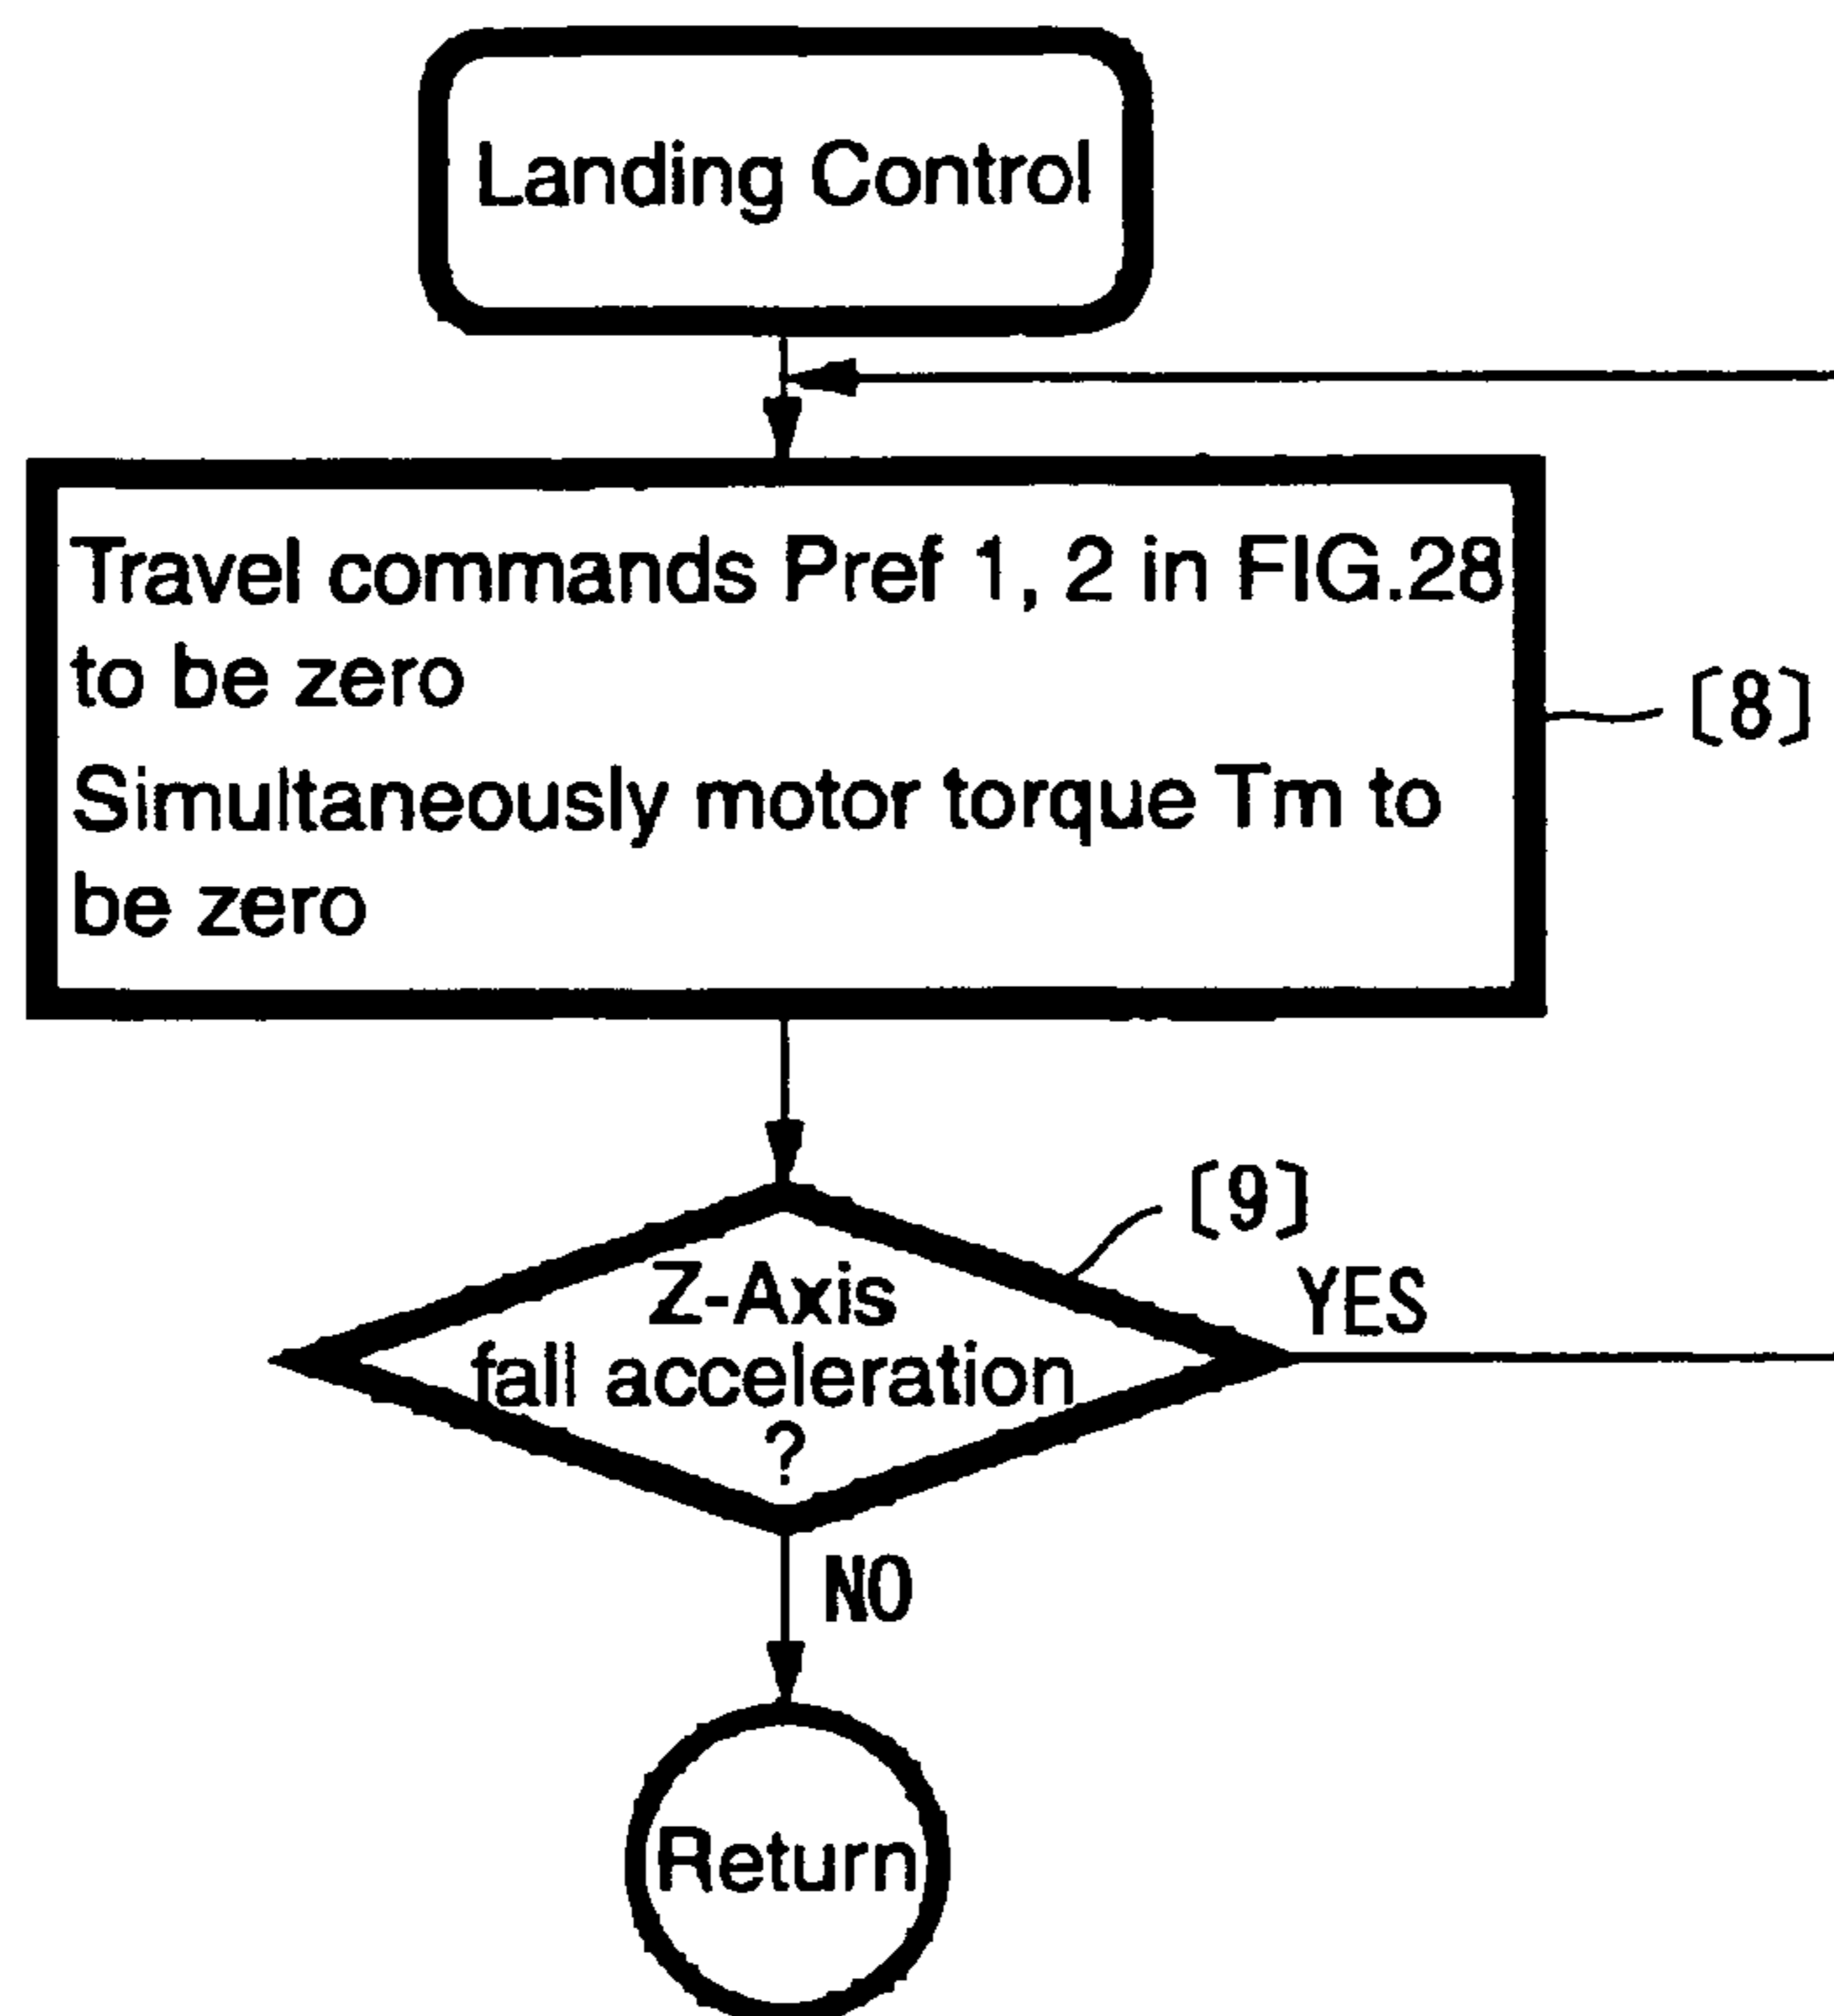 Landing Control
Travel commands Pref 1, 2 in FIG.28
to be zero
Simultaneously motor torque Tm to
be zero
〔8〕
〔9〕
Z-Axis
fall acceleration
?
YES
NO
Return